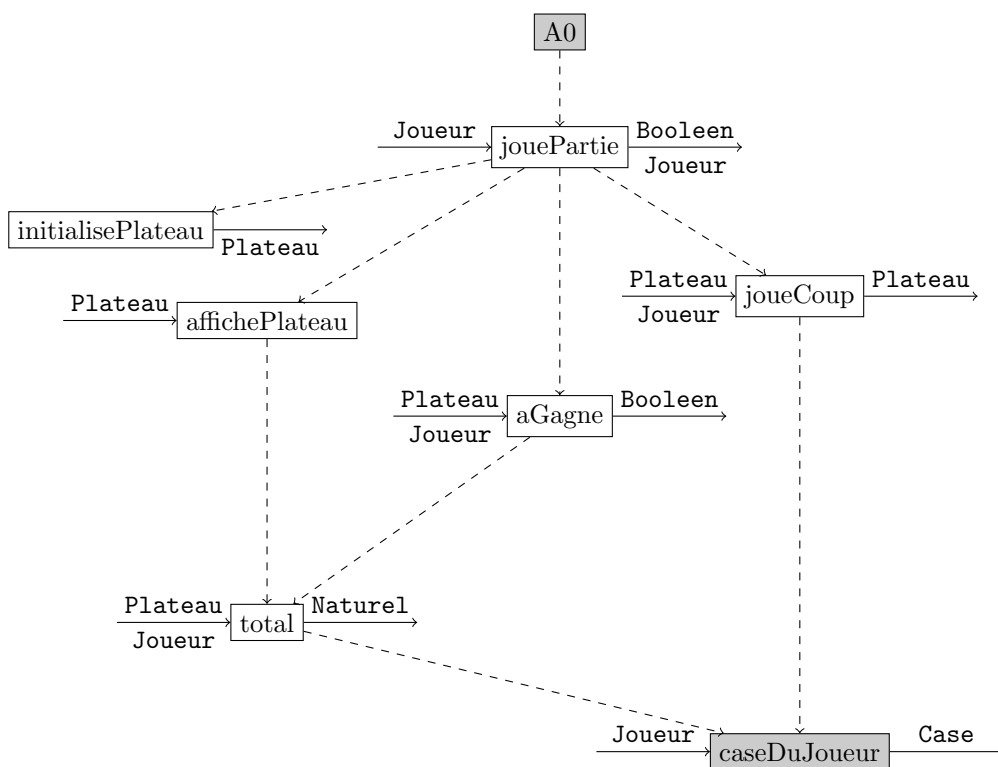 A0
Joueur
jouePartie
Booleen
Joueur
initialisePlateau
Plateau
Plateau
Joueur
joueCoup
Plateau
Plateau
affichePlateau
Plateau
Joueur
aGagne
Booleen
Plateau
Joueur
total
Naturel
Joueur
caseDuJoueur
Case